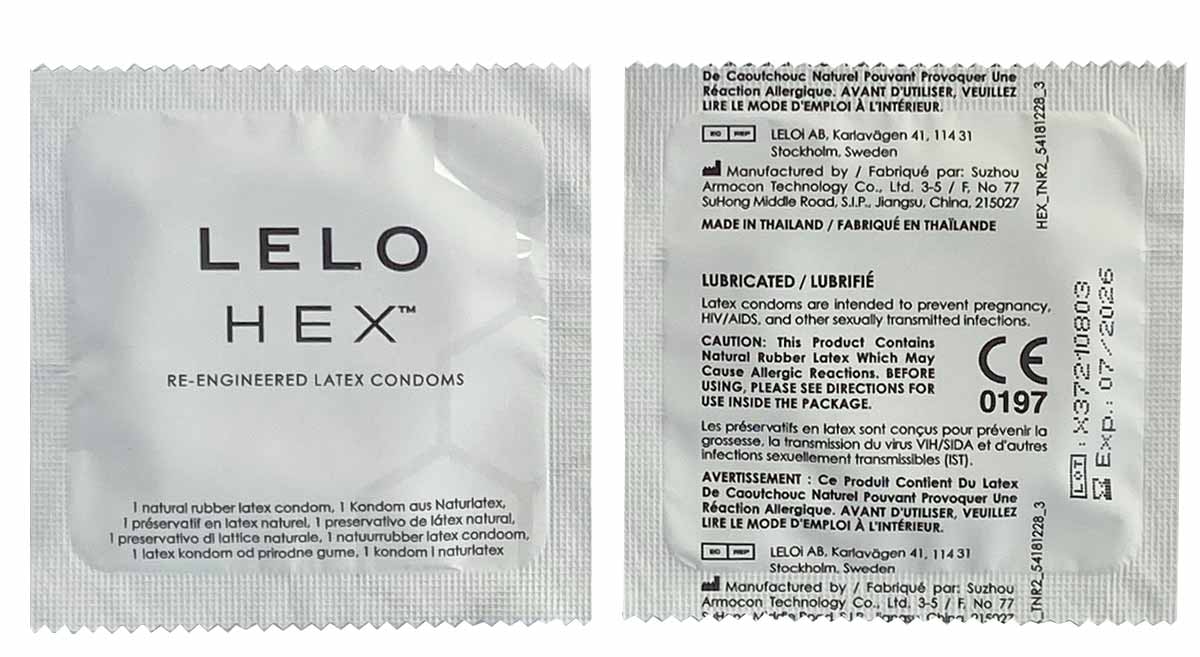 LELO
HEX™
RE-ENGINEERED LATEX CONDOMS
1 natural rubber latex condom, 1 Kondom aus Naturlatex,
1 préservatif en latex naturel, 1 preservativo de látex natural,
1 preservativo di lattice naturale, 1 natuurrubber latex condoom,
1 latex kondom od prirodne gume, 1 kondom i naturlatex
De Caoutchouc Naturel Pouvant Provoquer Une
Réaction Allergique. AVANT D'UTILISER, VEUILLEZ
LIRE LE MODE D'EMPLOI À L'INTÉRIEUR.
EC REP LELOi AB, Karlavägen 41, 114 31
Stockholm, Sweden
Manufactured by / Fabriqué par: Suzhou
Armocon Technology Co., Ltd. 3-5 / F, No 77
SuHong Middle Road, S.I.P., Jiangsu, China, 215027
MADE IN THAILAND / FABRIQUÉ EN THAÏLANDE
LUBRICATED / LUBRIFIÉ
Latex condoms are intended to prevent pregnancy,
HIV/AIDS, and other sexually transmitted infections.
CAUTION: This Product Contains
Natural Rubber Latex Which May
Cause Allergic Reactions. BEFORE
USING, PLEASE SEE DIRECTIONS FOR
USE INSIDE THE PACKAGE.
CE
0197
Les préservatifs en latex sont conçus pour prévenir la
grossesse, la transmission du virus VIH/SIDA et d'autres
infections sexuellement transmissibles (IST).
AVERTISSEMENT : Ce Produit Contient Du Latex
De Caoutchouc Naturel Pouvant Provoquer Une
Réaction Allergique. AVANT D'UTILISER, VEUILLEZ
LIRE LE MODE D'EMPLOI À L'INTÉRIEUR.
EC REP LELOi AB, Karlavägen 41, 114 31
Stockholm, Sweden
Manufactured by / Fabriqué par: Suzhou
Armocon Technology Co., Ltd. 3-5 / F, No 77
HEX_TNR2_54181228_3
_TNR2_54181228_3
LOT : X37210803
Exp.: 07/2026